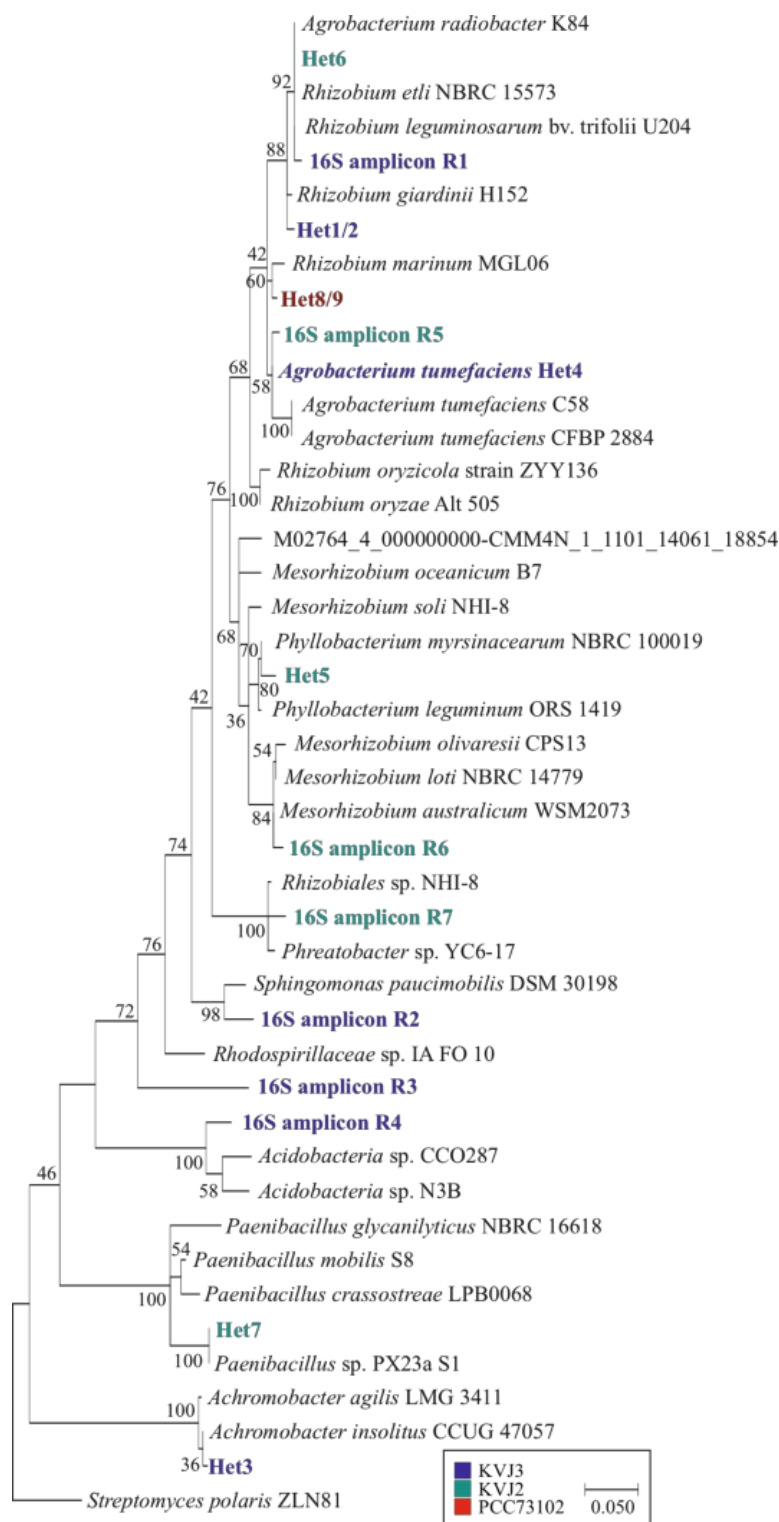 Agrobacterium radiobacter K84
Het6
92
Rhizobium etli NBRC 15573
Rhizobium leguminosarum bv. trifolii U204
88
16S amplicon R1
Rhizobium giardinii H152
Het1/2
42
Rhizobium marinum MGL06
60
Het8/9
16S amplicon R5
68
Agrobacterium tumefaciens Het4
58
Agrobacterium tumefaciens C58
100
Agrobacterium tumefaciens CFBP 2884
Rhizobium oryzicola strain ZYY136
76
100
Rhizobium oryzae Alt 505
M02764_4_000000000-CMM4N_1_1101_14061_18854
Mesorhizobium oceanicum B7
Mesorhizobium soli NHI-8
68
70
Phyllobacterium myrsinacearum NBRC 100019
Het5
80
42
36
Phyllobacterium leguminum ORS 1419
54
Mesorhizobium olivaresii CPS13
Mesorhizobium loti NBRC 14779
84
Mesorhizobium australicum WSM2073
74
16S amplicon R6
Rhizobiales sp. NHI-8
16S amplicon R7
100
76
Phreatobacter sp. YC6-17
Sphingomonas paucimobilis DSM 30198
72
98
16S amplicon R2
Rhodospirillaceae sp. IA FO 10
16S amplicon R3
16S amplicon R4
100
Acidobacteria sp. CCO287
46
58
Acidobacteria sp. N3B
Paenibacillus glycanilyticus NBRC 16618
54
Paenibacillus mobilis S8
100
Paenibacillus crassostreae LPB0068
Het7
100
Paenibacillus sp. PX23a S1
100
Achromobacter agilis LMG 3411
Achromobacter insolitus CCUG 47057
36
Het3
Streptomyces polaris ZLN81
KVJ3
KVJ2
PCC73102
0.050